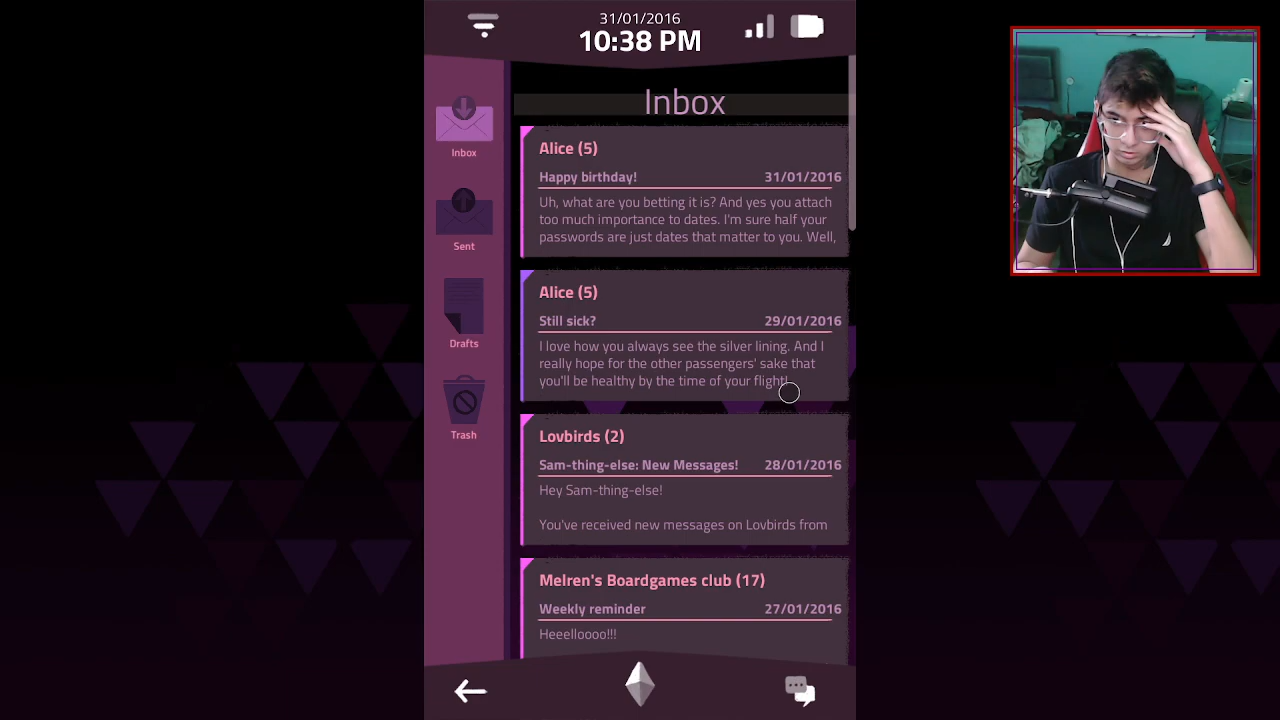 31/01/2016
10:38 PM
Inbox
Inbox
Sent
Drafts
Trash
Alice (5)
Happy birthday! 31/01/2016
Uh, what are you betting it is? And yes you attach
too much importance to dates. I'm sure half your
passwords are just dates that matter to you. Well,
Alice (5)
Still sick? 29/01/2016
I love how you always see the silver lining. And I
really hope for the other passengers' sake that
you'll be healthy by the time of your flight!
Lovbirds (2)
Sam-thing-else: New Messages! 28/01/2016
Hey Sam-thing-else!
You've received new messages on Lovbirds from
Melren's Boardgames club (17)
Weekly reminder 27/01/2016
Heeelloooo!!!